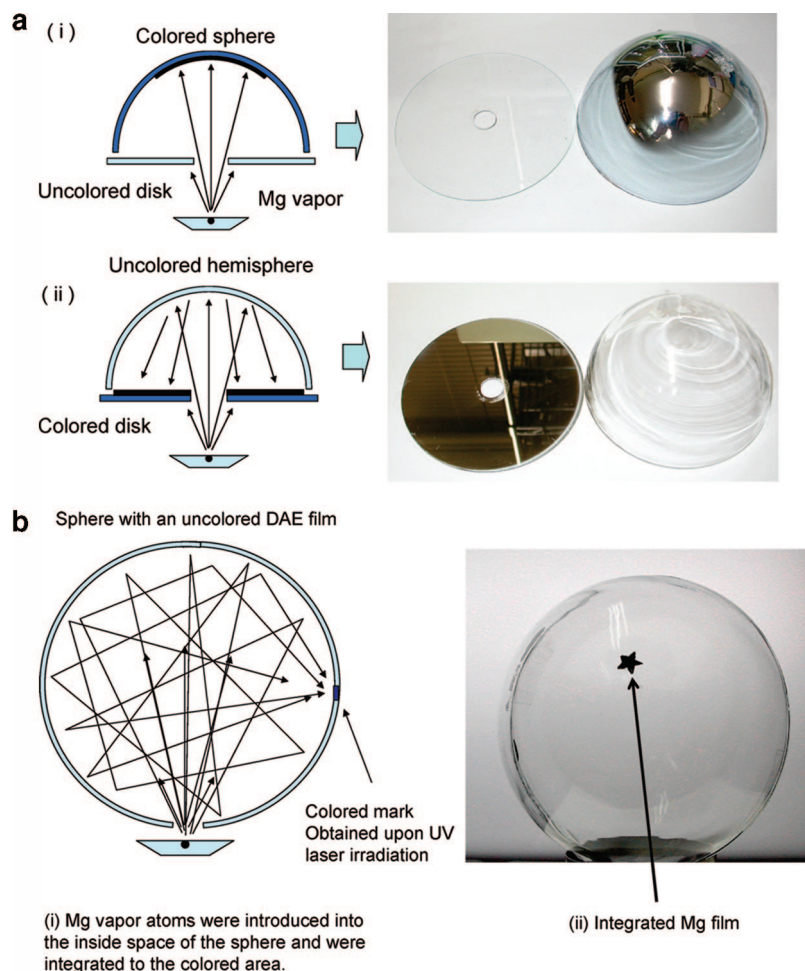 a
(i)
Colored sphere
Uncolored disk
Mg vapor
Uncolored hemisphere
(ii)
Colored disk
b
Sphere with an uncolored DAE film
Colored mark
Obtained upon UV
laser irradiation
(i) Mg vapor atoms were introduced into
the inside space of the sphere and were
integrated to the colored area.
(ii) Integrated Mg film